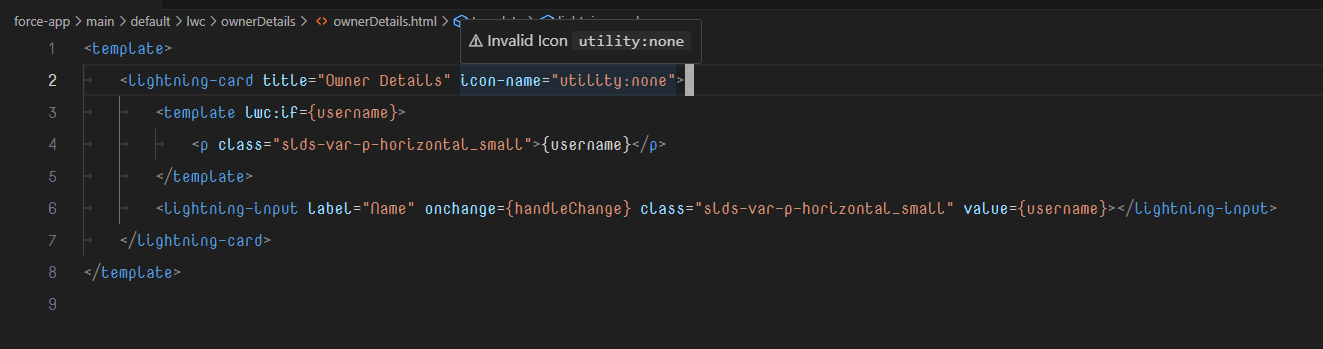 force-app > main > default > lwc > ownerDetails > <> ownerDetails.html >
⚠ Invalid Icon utility:none
1 <template>
2 <lightning-card title="Owner Details" icon-name="utility:none">
3 <template lwc:if={username}>
4 <p class="slds-var-p-horizontal_small">{username}</p>
5 </template>
6 <lightning-input label="Name" onchange={handleChange} class="slds-var-p-horizontal_small" value={username}></lightning-input>
7 </lightning-card>
8 </template>
9